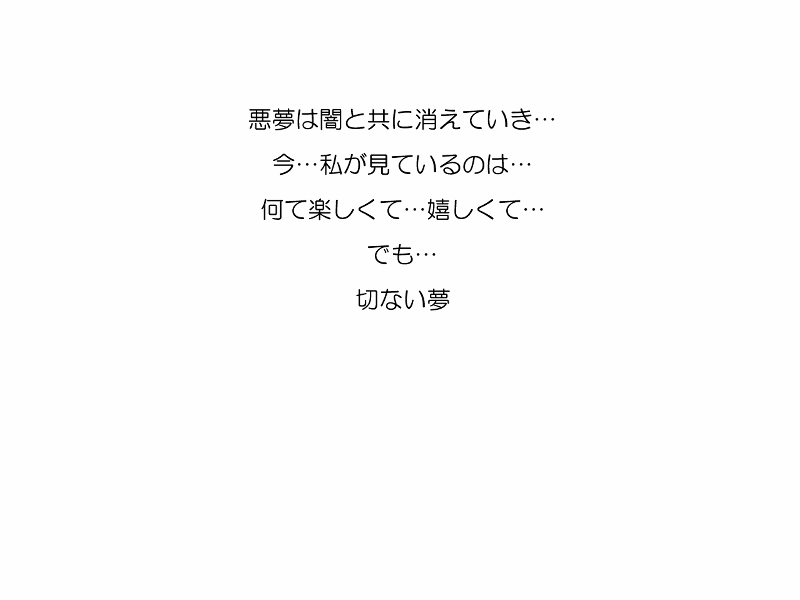 悪夢は闇と共に消えていき…
今…私が見ているのは…
何て楽しくて…嬉しくて…
でも…
切ない夢